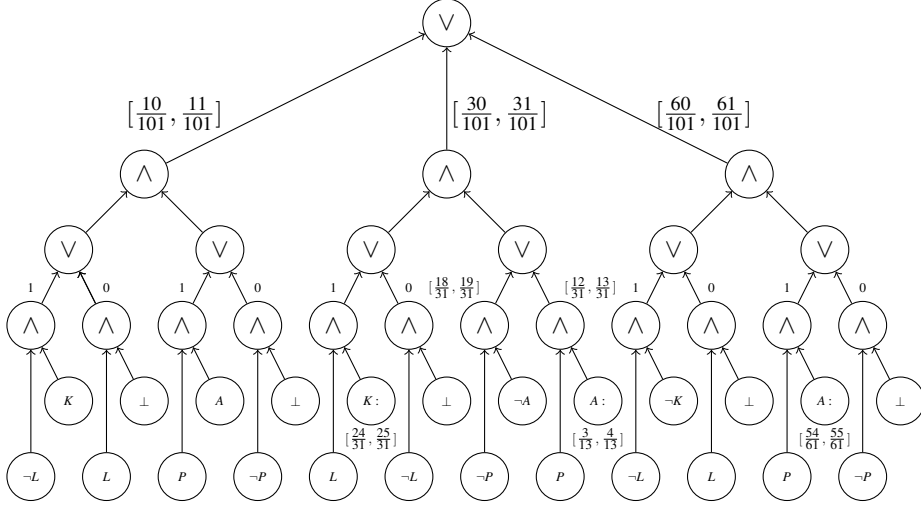 ∨
[10/101, 11/101] [30/101, 31/101] [60/101, 61/101]
∧ ∧ ∧
∨ ∨ ∨ ∨ ∨ ∨
1 0 1 0 1 0 [18/31, 19/31] [12/31, 13/31] 1 0 1 0
∧ ∧ ∧ ∧ ∧ ∧ ∧ ∧ ∧ ∧ ∧ ∧
K ⊥ A ⊥ K : ⊥ ¬A A : ¬K ⊥ A : ⊥
[24/31, 25/31] [3/13, 4/13] [54/61, 55/61]
¬L L P ¬P L ¬L ¬P P ¬L L P ¬P